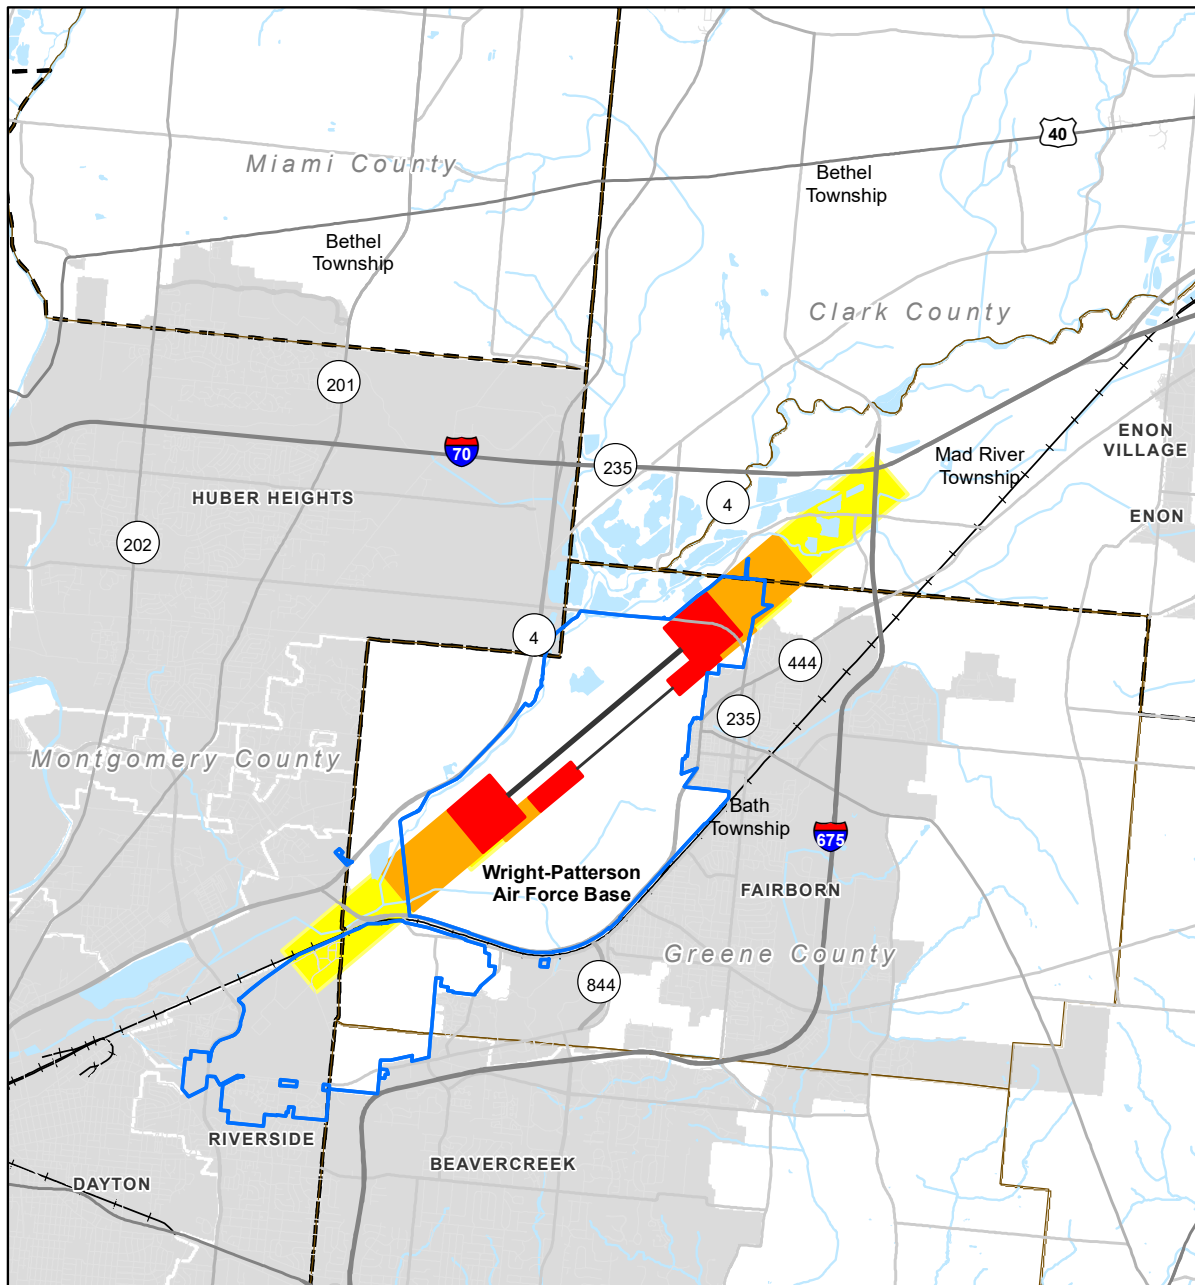 40
Miami County
Bethel
Township
Bethel
Township
Clark County
201
ENON
VILLAGE
70
235
Mad River
Township
HUBER HEIGHTS
4
ENON
202
4
444
235
Montgomery County
Bath
Township
675
Wright-Patterson
Air Force Base
FAIRBORN
Greene County
844
RIVERSIDE
BEAVERCREEK
DAYTON